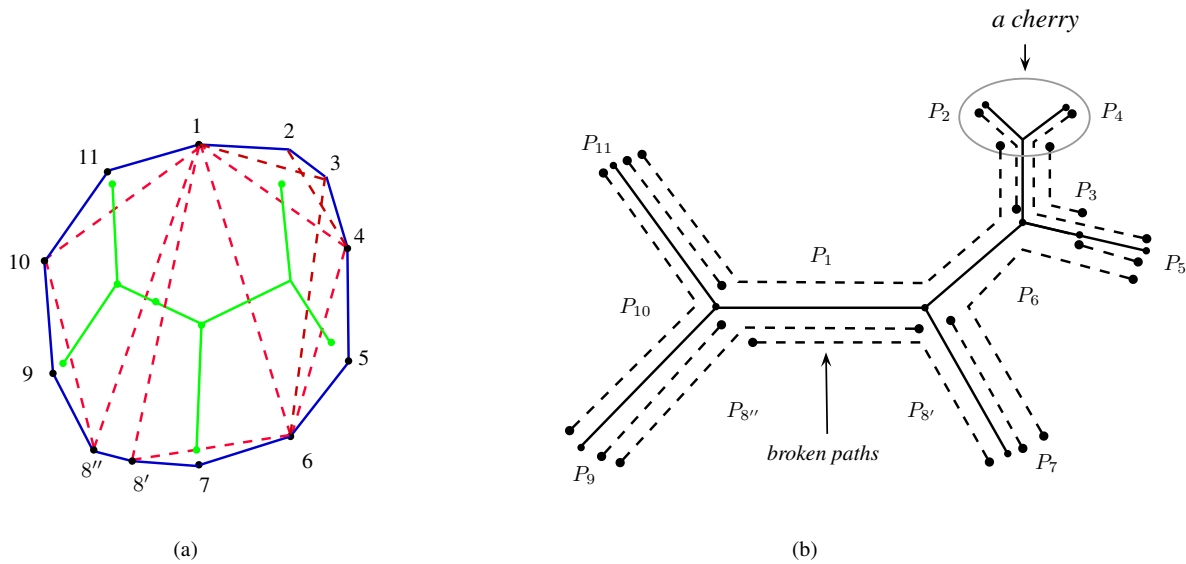 1
2
3
4
5
6
7
8′
8″
9
10
11
(a)
a cherry
P₂
P₄
P₁₁
P₃
P₁
P₅
P₁₀
P₆
P₈″
P₈′
P₉
P₇
broken paths
(b)